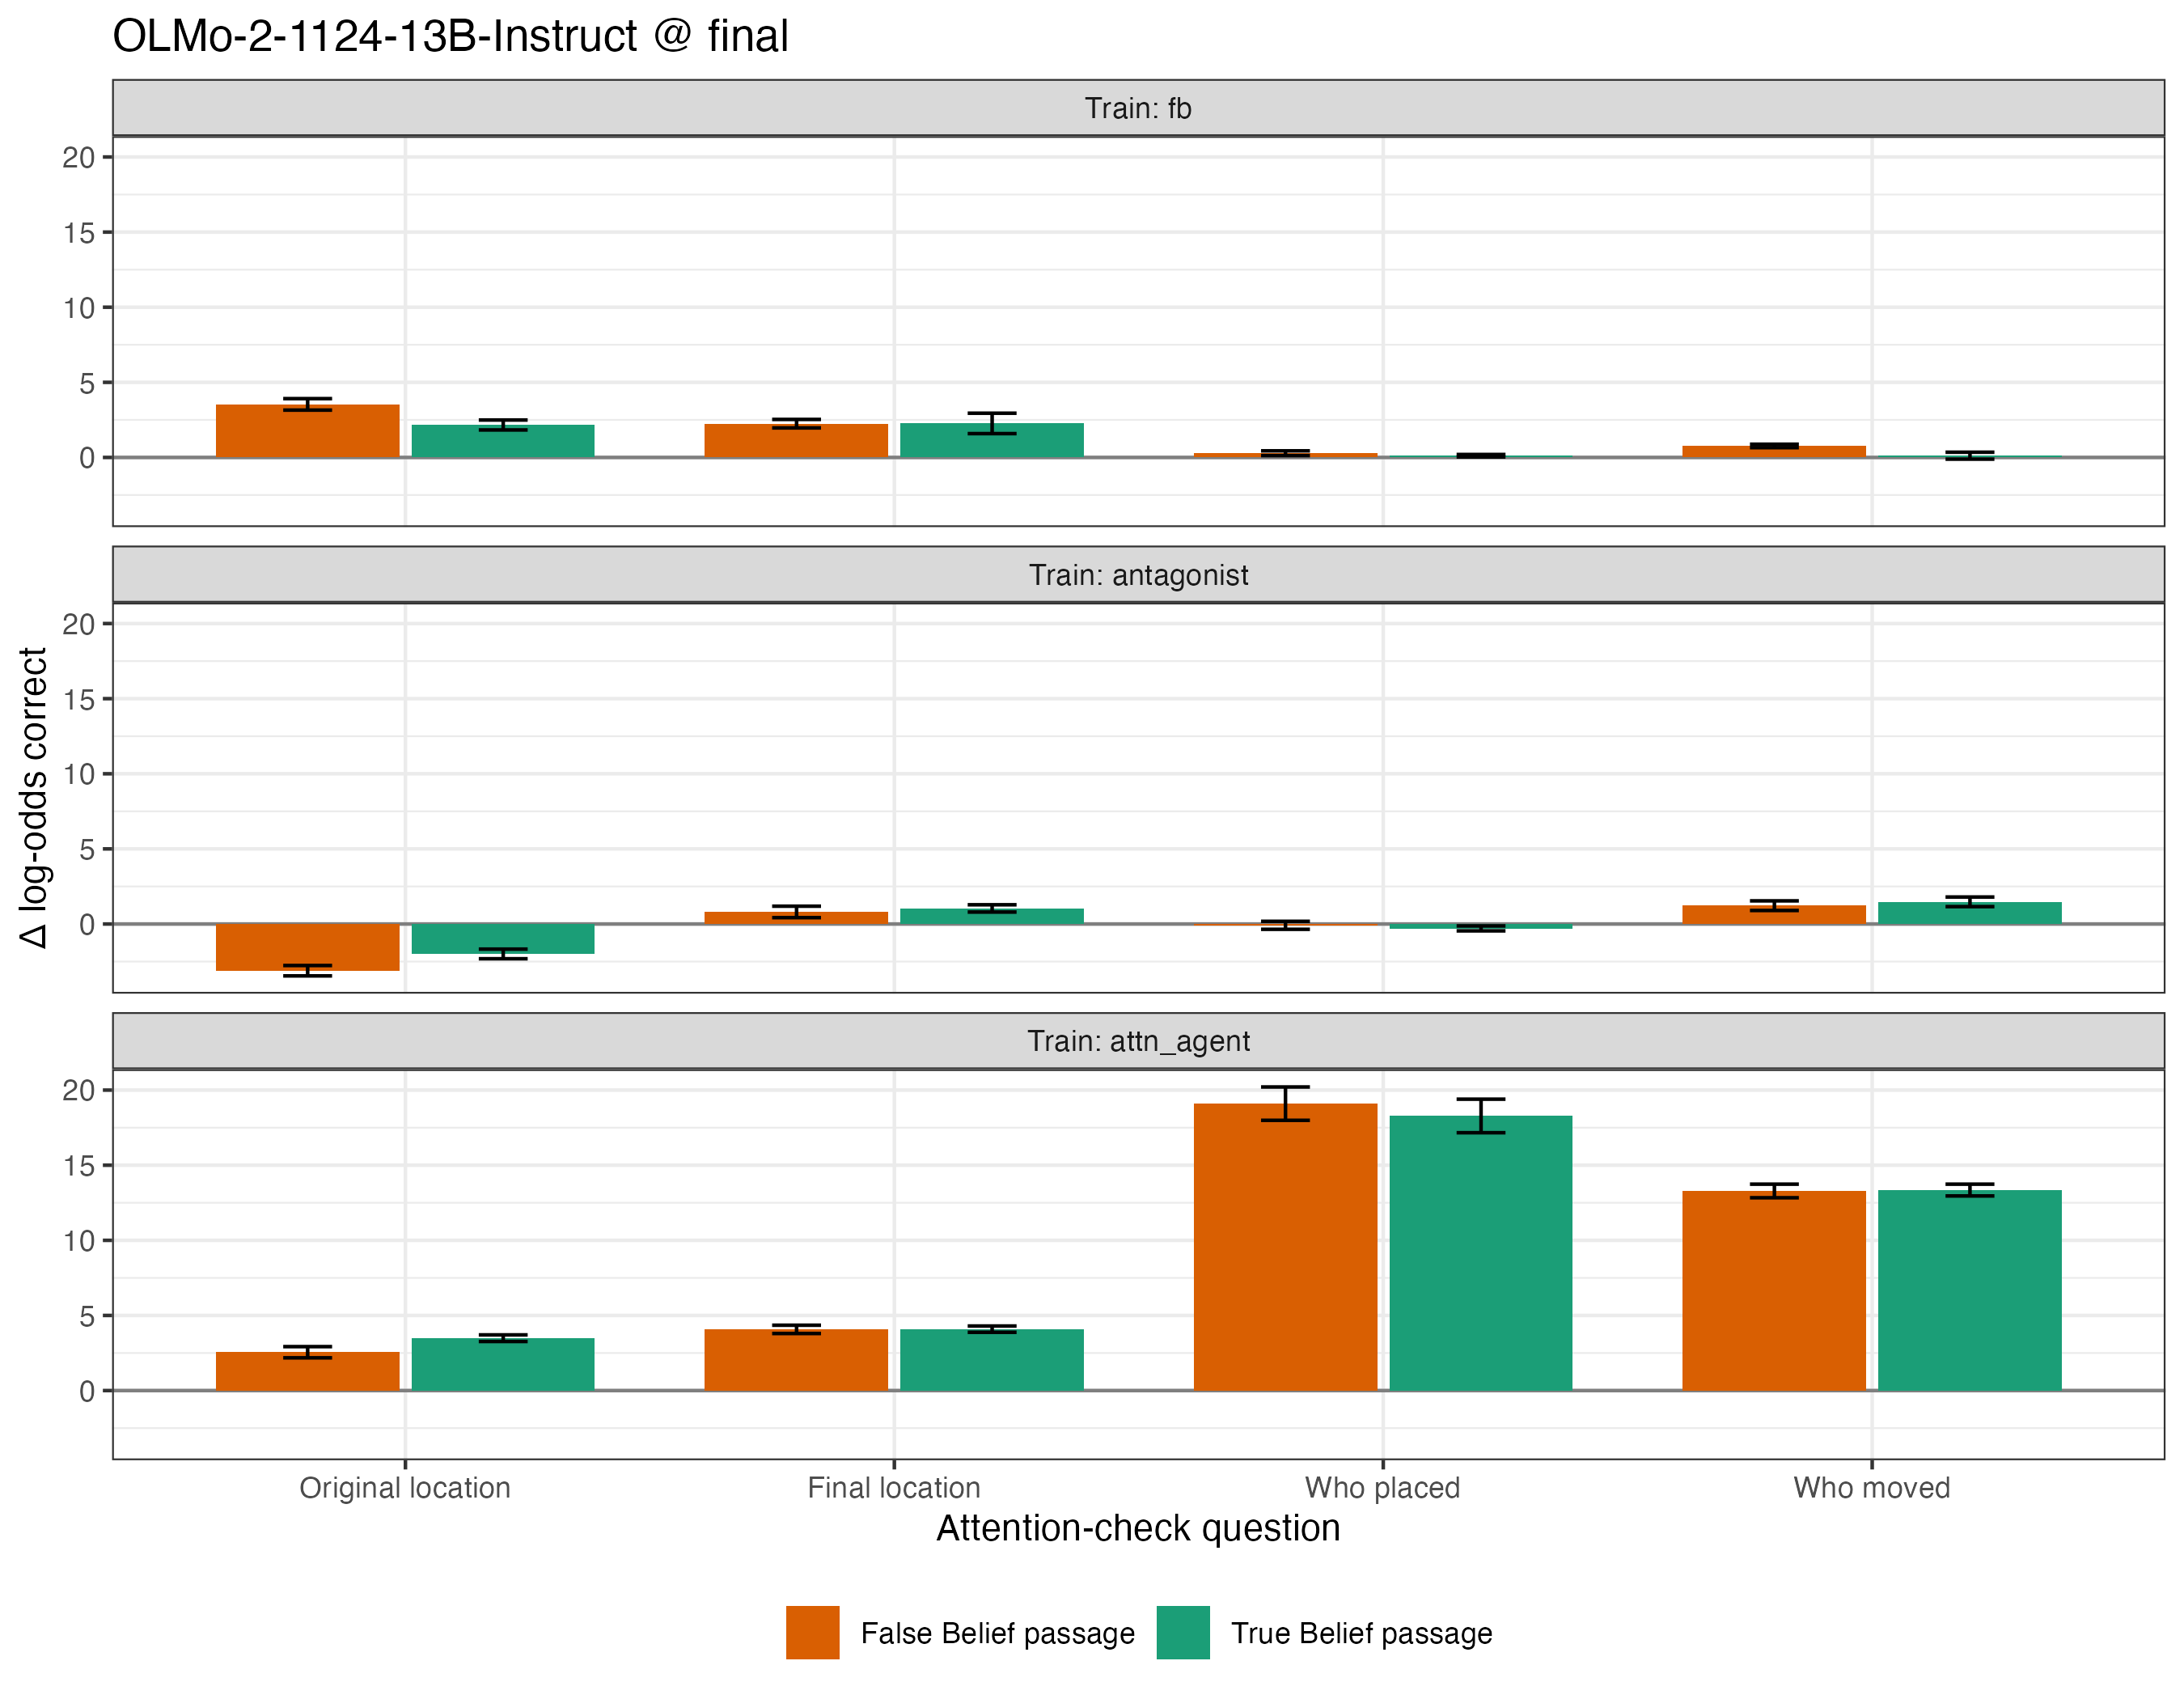 OLMo-2-1124-13B-Instruct @ final
Train: fb
20
15
10
5
0
Train: antagonist
20
15
10
5
0
Train: attn_agent
20
15
10
5
0
Δ log-odds correct
Original location
Final location
Who placed
Who moved
Attention-check question
False Belief passage
True Belief passage